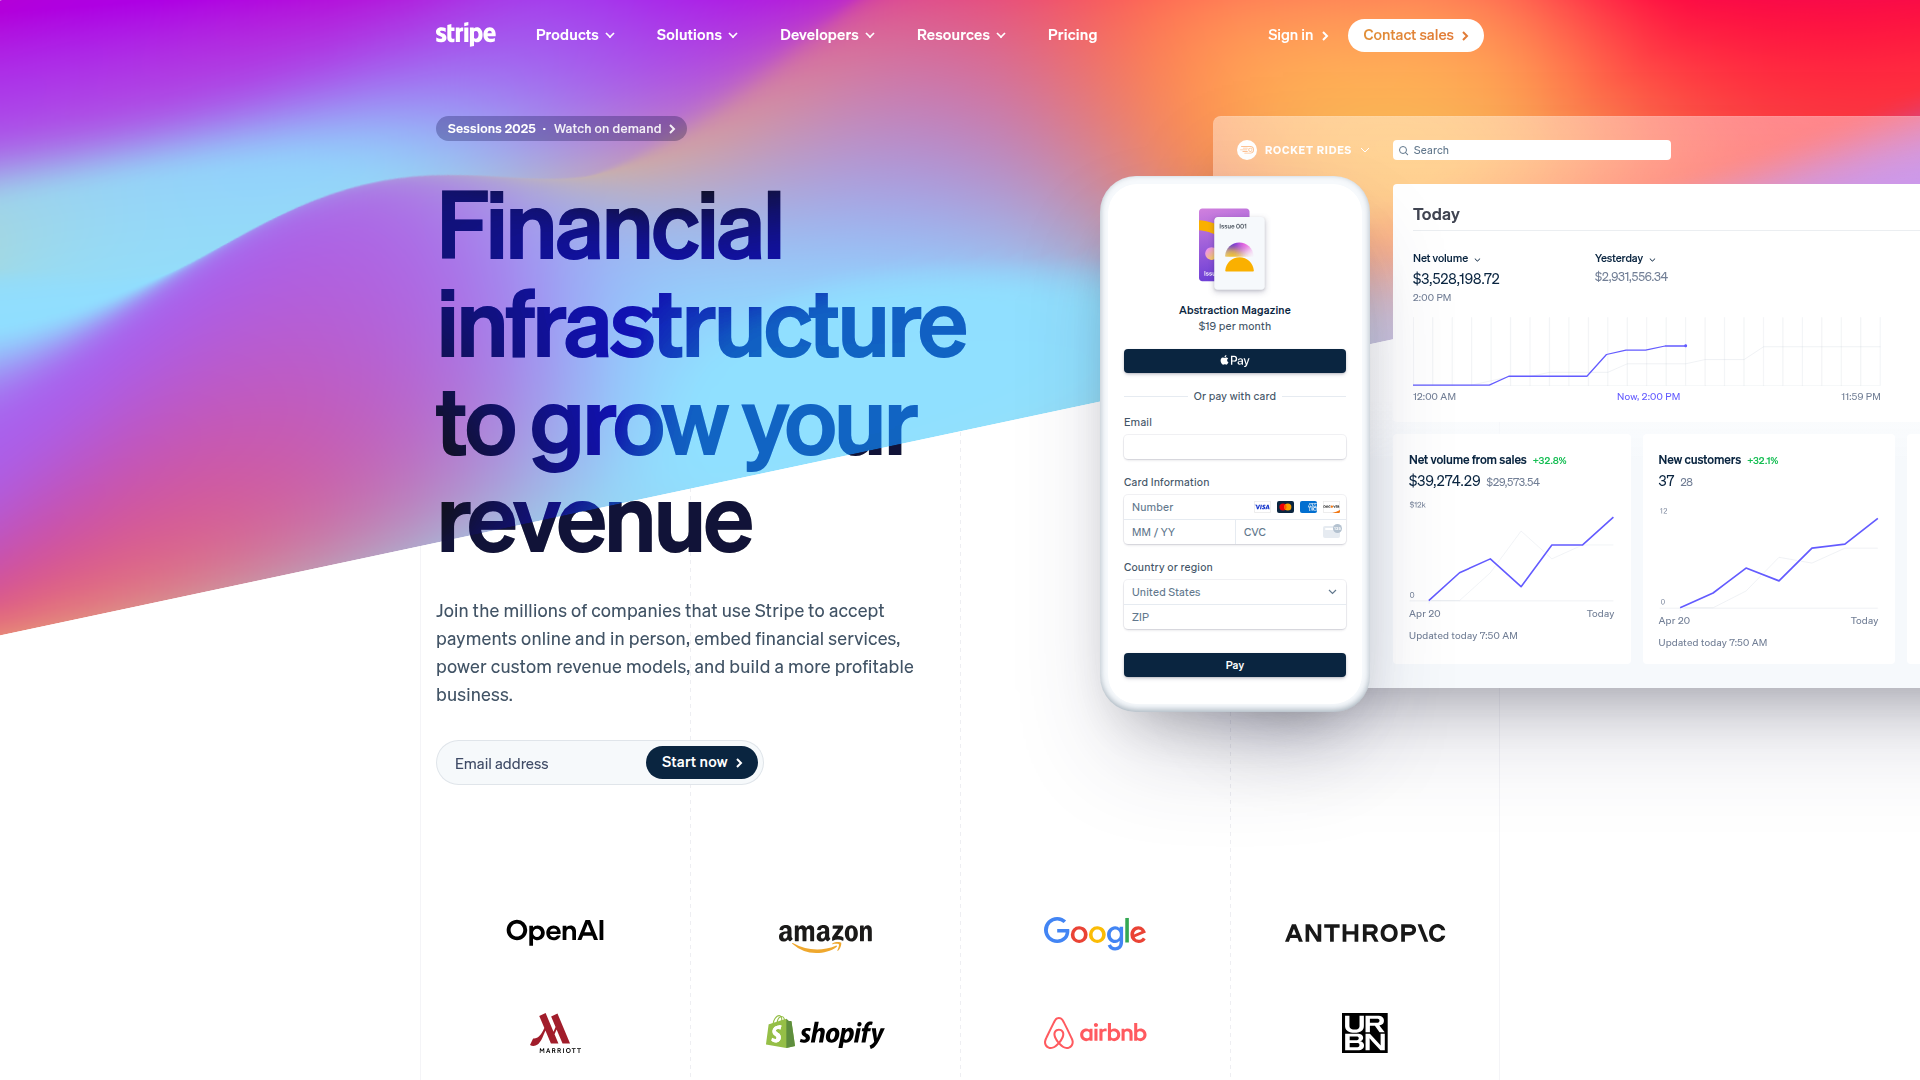 stripe
Products
Solutions
Developers
Resources
Pricing
Sign in
Contact sales
Sessions 2025 · Watch on demand
Financial
infrastructure
to grow your
revenue
Join the millions of companies that use Stripe to accept
payments online and in person, embed financial services,
power custom revenue models, and build a more profitable
business.
Email address
Start now
Issue 001
Abstraction Magazine
$19 per month
Pay
Or pay with card
Email
Card Information
Number
VISA
MM / YY
CVC
Country or region
United States
ZIP
Pay
ROCKET RIDES
Search
Today
Net volume
Yesterday
$3,528,198.72
$2,931,556.34
2:00 PM
12:00 AM
Now, 2:00 PM
11:59 PM
Net volume from sales +32.8%
$39,274.29 $29,573.54
$12k
0
Apr 20
Today
Updated today 7:50 AM
New customers +32.1%
37 28
12
0
Apr 20
Today
Updated today 7:50 AM
OpenAI
amazon
Google
ANTHROP\C
MARRIOTT
shopify
airbnb
UR
BN